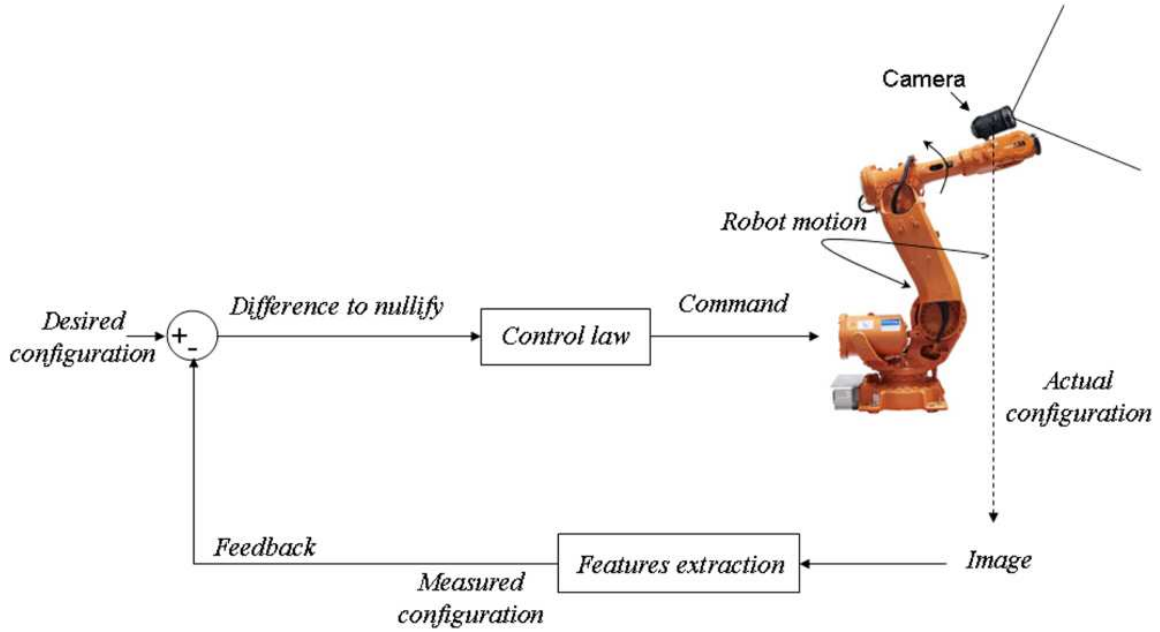 Camera
Robot motion
Difference to nullify
Command
Desired
configuration
+
-
Control law
Actual
configuration
Feedback
Features extraction
Image
Measured
configuration